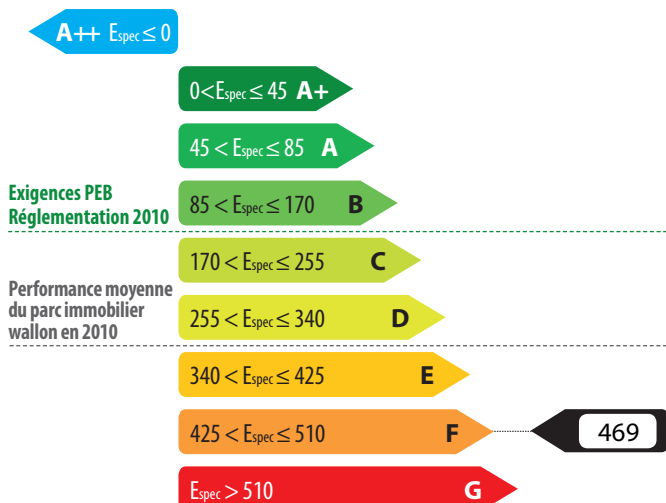 A++ Espec ≤ 0
0<Espec ≤ 45 A+
45 < Espec ≤ 85 A
Exigences PEB
Réglementation 2010
85 < Espec ≤ 170 B
170 < Espec ≤ 255 C
Performance moyenne
du parc immobilier
wallon en 2010
255 < Espec ≤ 340 D
340 < Espec ≤ 425 E
425 < Espec ≤ 510 F
469
Espec > 510 G